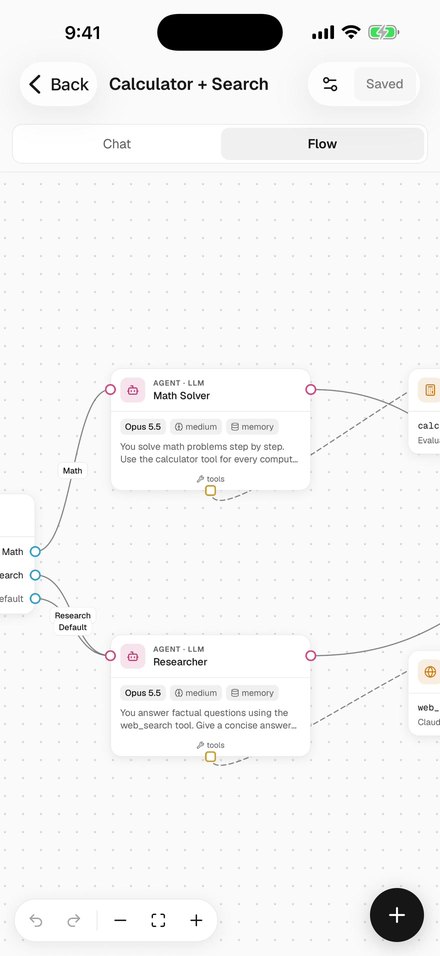 9:41
Back
Calculator + Search
Saved
Chat
Flow
AGENT · LLM
Math Solver
Opus 5.5
medium
memory
You solve math problems step by step.
Use the calculator tool for every comput...
tools
calc
Evalu
Math
Math
earch
efault
Research
Default
AGENT · LLM
Researcher
Opus 5.5
medium
memory
You answer factual questions using the
web_search tool. Give a concise answer...
tools
web_
Claud